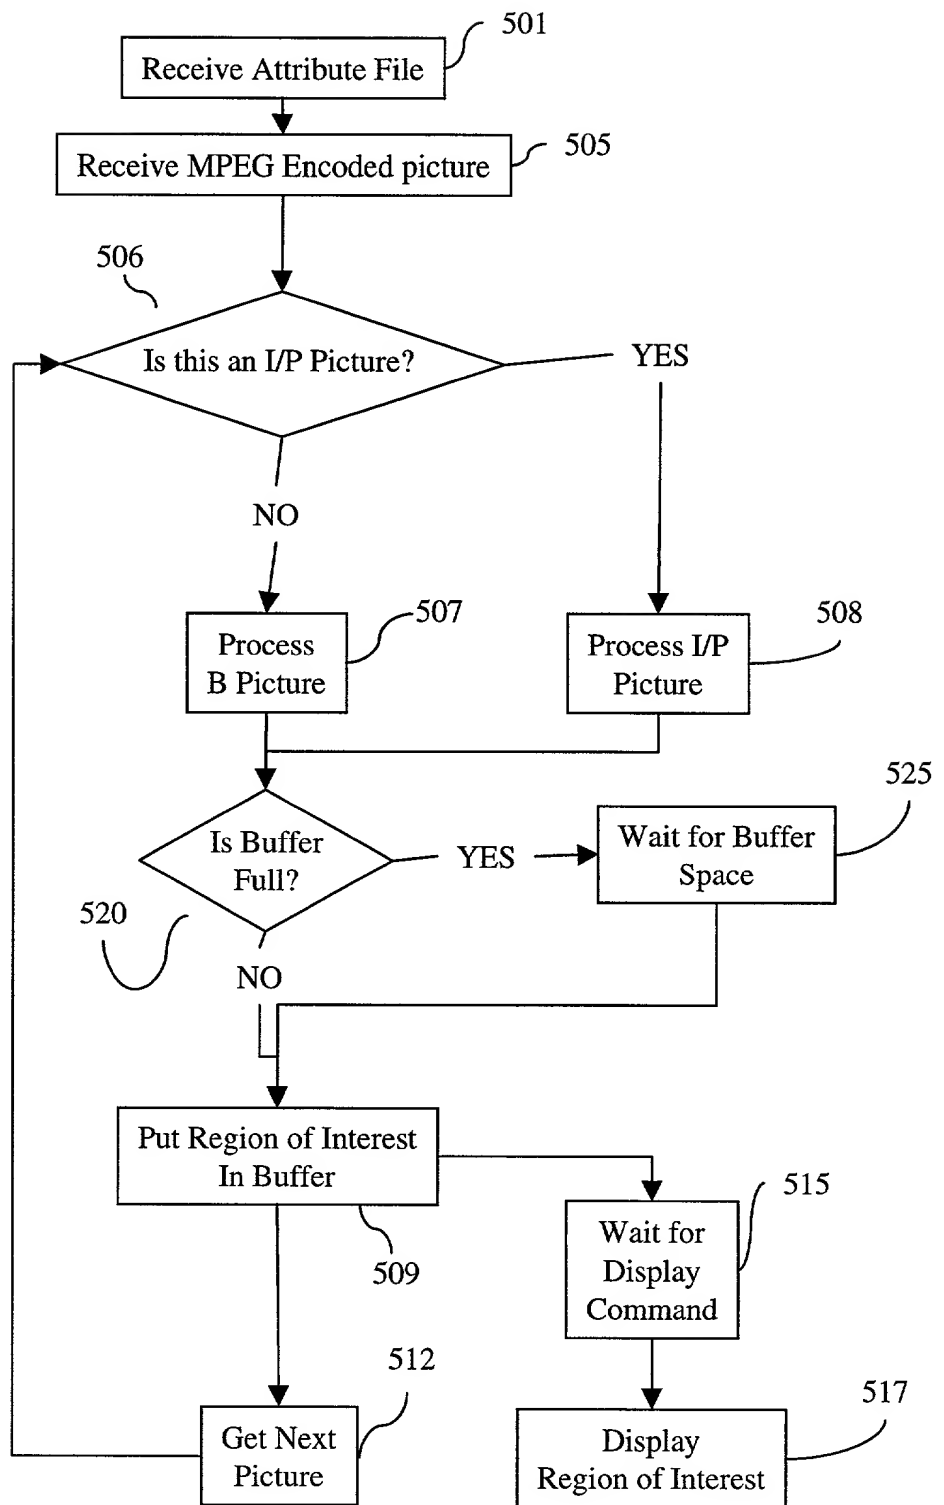 501
Receive Attribute File
505
Receive MPEG Encoded picture
506
Is this an I/P Picture?
YES
NO
507
508
Process
B Picture
Process I/P
Picture
525
Is Buffer
Full?
YES
Wait for Buffer
Space
520
NO
Put Region of Interest
In Buffer
515
509
Wait for
Display
Command
512
517
Get Next
Picture
Display
Region of Interest